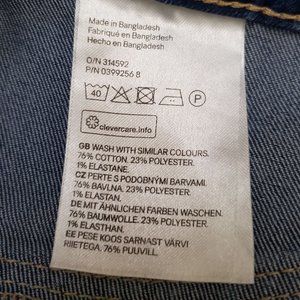 Made in Bangladesh
Fabriqué en Bangladesh
Hecho en Bangladesh
O/N 314592
P/N 0399256 8
40
P
clevercare.info
GB WASH WITH SIMILAR COLOURS.
76% COTTON. 23% POLYESTER.
1% ELASTANE.
CZ PERTE S PODOBNÝMI BARVAMI.
76% BAVLNA. 23% POLYESTER.
1% ELASTAN.
DE MIT ÄHNLICHEN FARBEN WASCHEN.
76% BAUMWOLLE. 23% POLYESTER.
1% ELASTHAN.
EE PESE KOOS SARNAST VÄRVI
RIIETEGA. 76% PUUVILL.